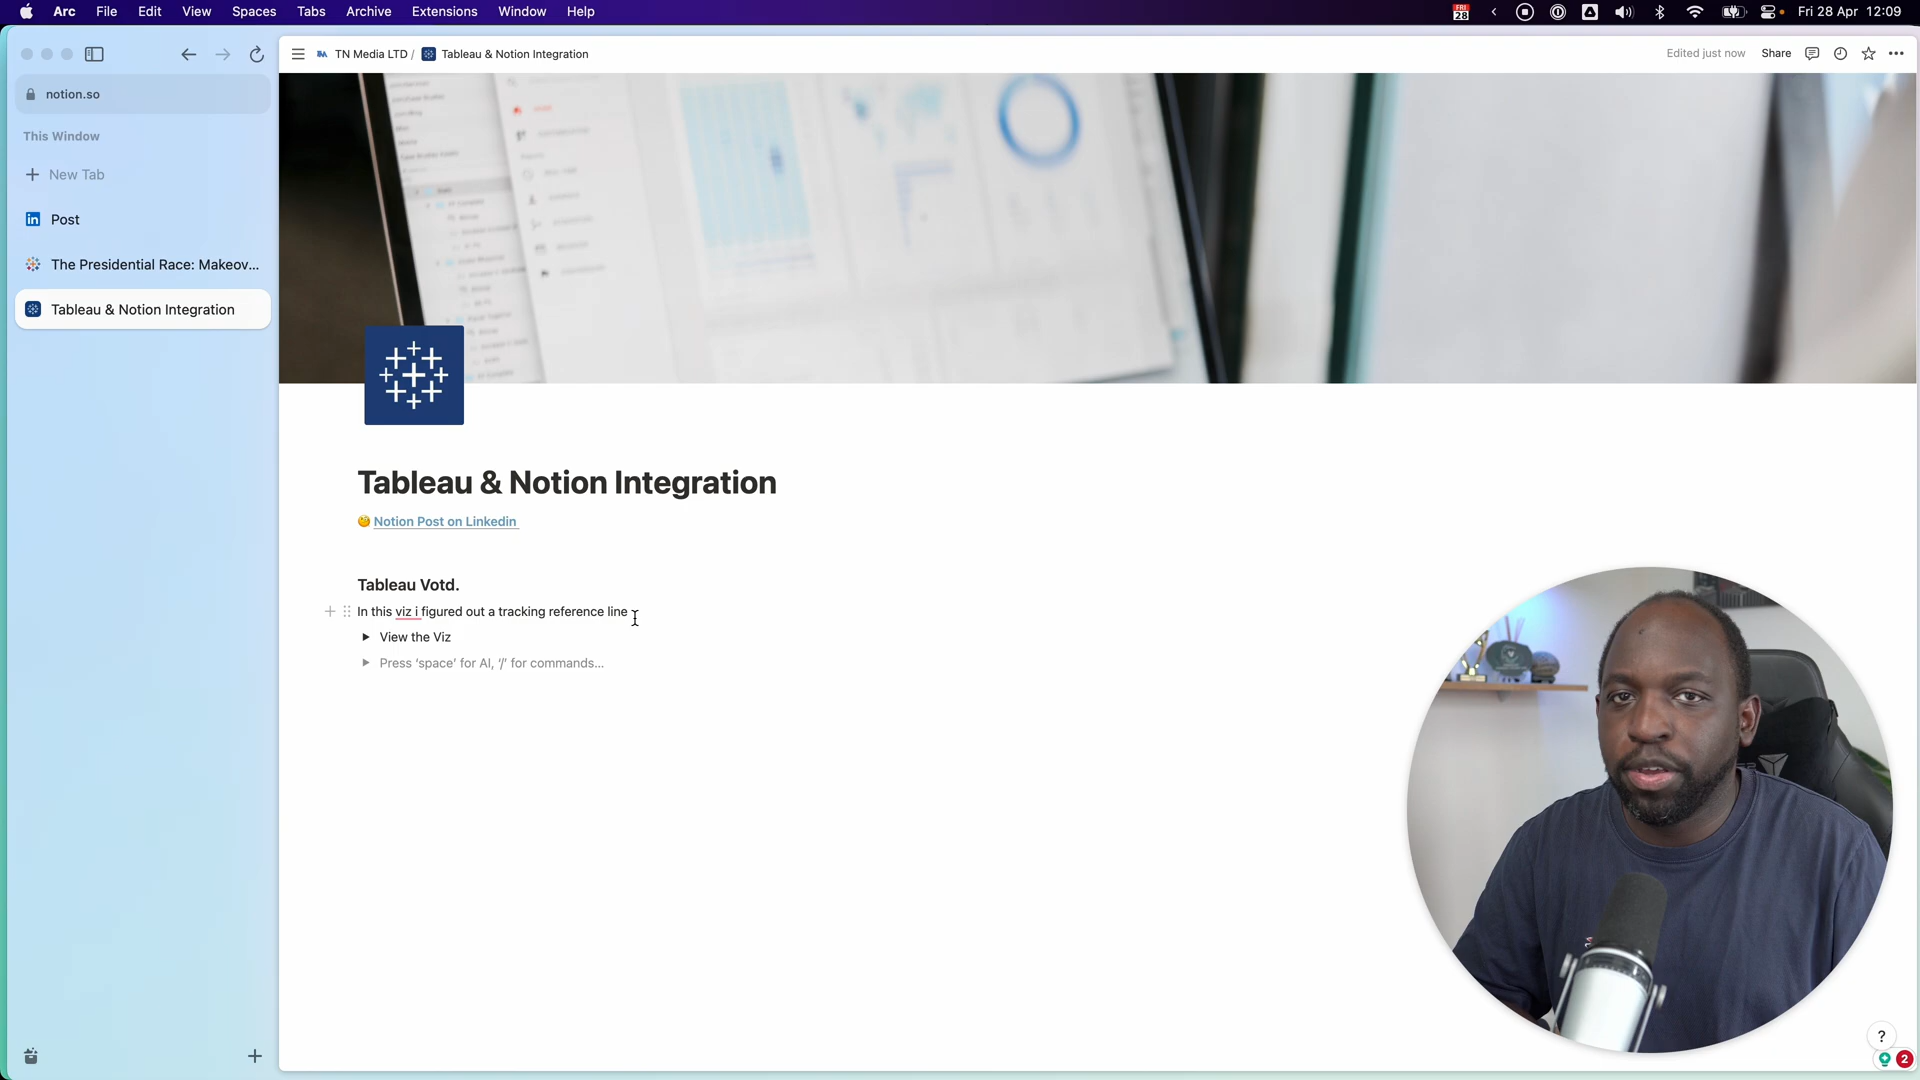 Arc File Edit View Spaces Tabs Archive Extensions Window Help
FRI 28
Fri 28 Apr 12:09
TN Media LTD / Tableau & Notion Integration
Edited just now Share
notion.so
This Window
New Tab
Post
The Presidential Race: Makeov...
Tableau & Notion Integration
Tableau & Notion Integration
Notion Post on Linkedin
Tableau Votd.
In this viz i figured out a tracking reference line
View the Viz
Press ‘space’ for AI, ‘/’ for commands...
?
2